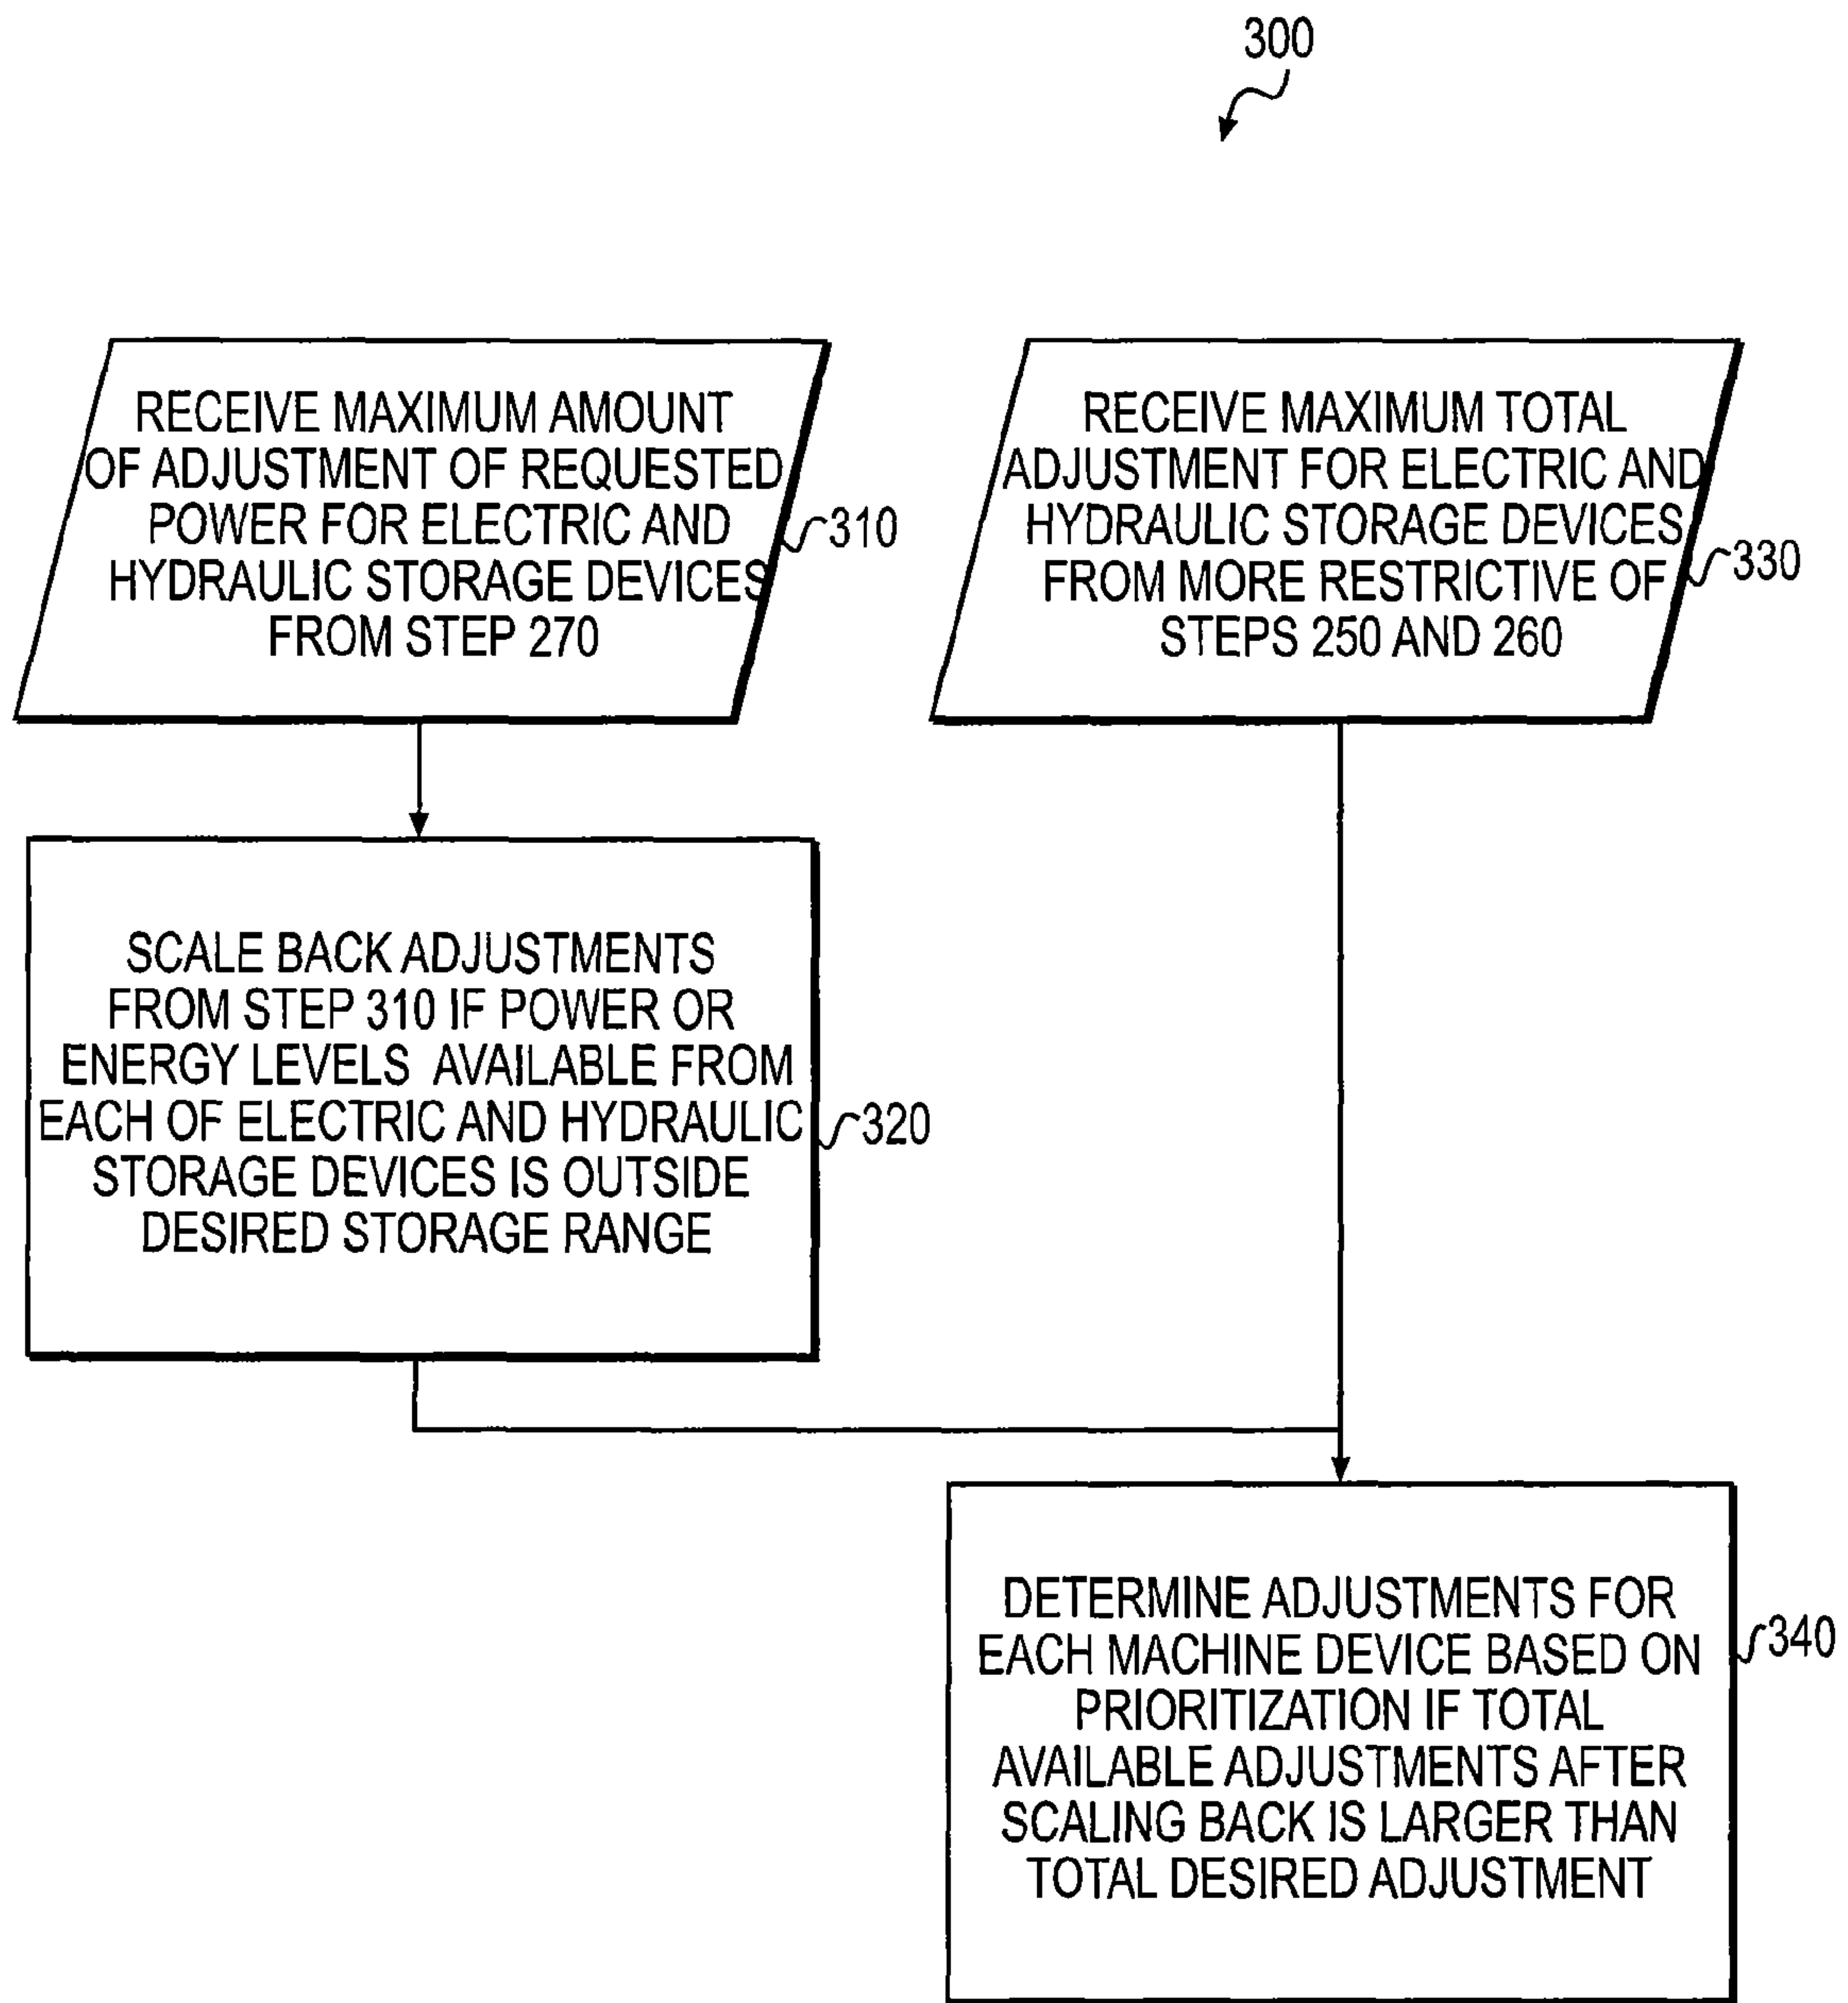 300
RECEIVE MAXIMUM AMOUNT
OF ADJUSTMENT OF REQUESTED
POWER FOR ELECTRIC AND
HYDRAULIC STORAGE DEVICES
FROM STEP 270
310
RECEIVE MAXIMUM TOTAL
ADJUSTMENT FOR ELECTRIC AND
HYDRAULIC STORAGE DEVICES
FROM MORE RESTRICTIVE OF
STEPS 250 AND 260
330
SCALE BACK ADJUSTMENTS
FROM STEP 310 IF POWER OR
ENERGY LEVELS AVAILABLE FROM
EACH OF ELECTRIC AND HYDRAULIC
STORAGE DEVICES IS OUTSIDE
DESIRED STORAGE RANGE
320
DETERMINE ADJUSTMENTS FOR
EACH MACHINE DEVICE BASED ON
PRIORITIZATION IF TOTAL
AVAILABLE ADJUSTMENTS AFTER
SCALING BACK IS LARGER THAN
TOTAL DESIRED ADJUSTMENT
340